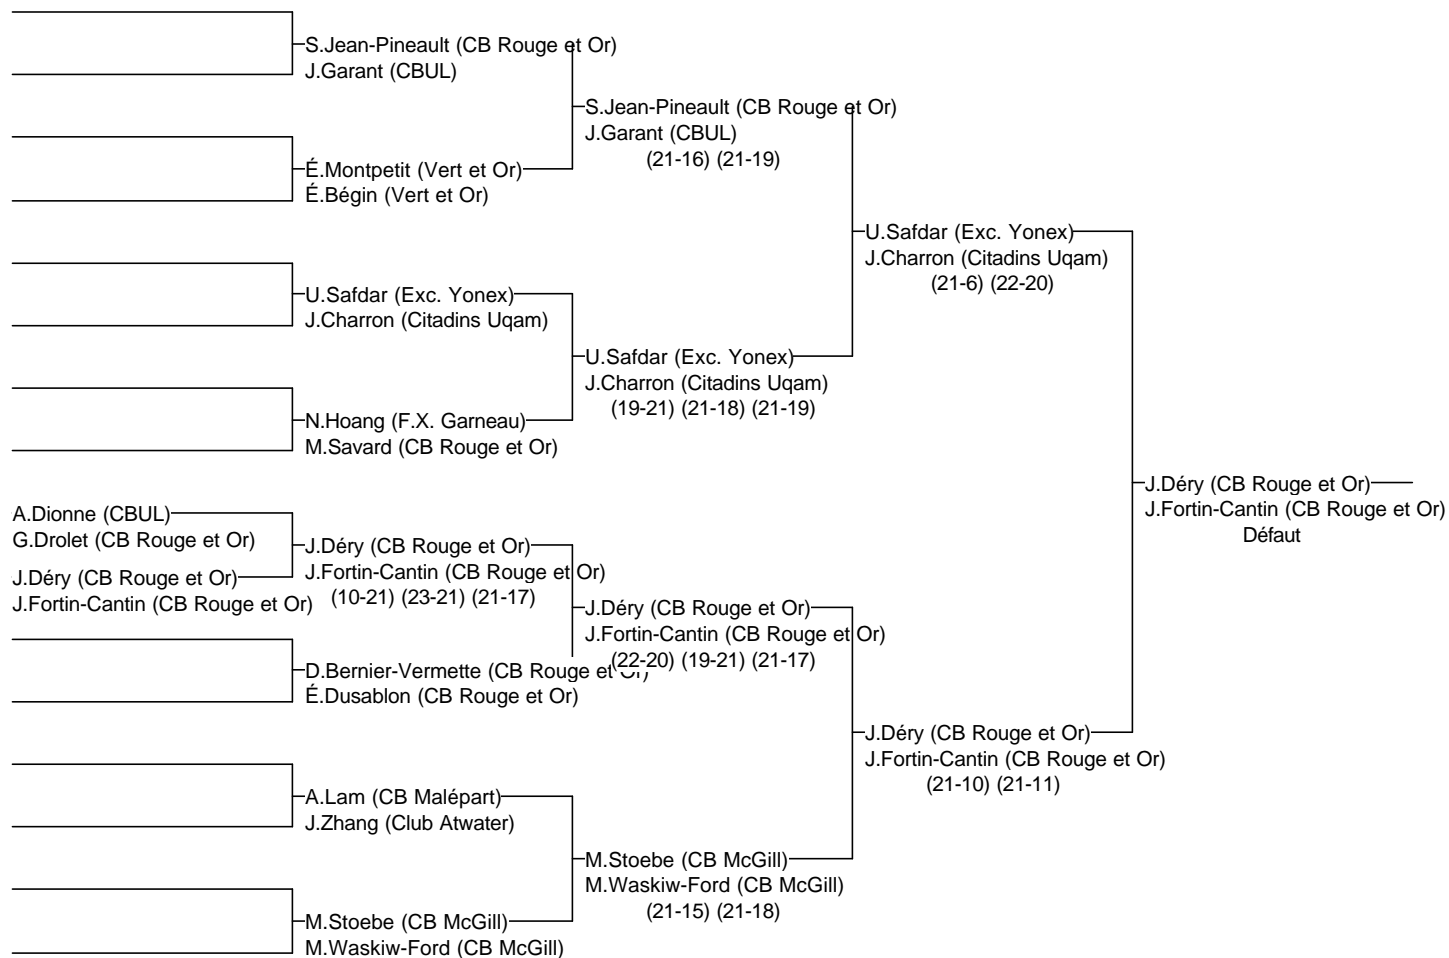 S.Jean-Pineault (CB Rouge et Or)
J.Garant (CBUL)
É.Montpetit (Vert et Or)
É.Bégin (Vert et Or)
U.Safdar (Exc. Yonex)
J.Charron (Citadins Uqam)
N.Hoang (F.X. Garneau)
M.Savard (CB Rouge et Or)
A.Dionne (CBUL)
G.Drolet (CB Rouge et Or)
J.Déry (CB Rouge et Or)
J.Fortin-Cantin (CB Rouge et Or)
J.Déry (CB Rouge et Or)
J.Fortin-Cantin (CB Rouge et Or)
(10-21) (23-21) (21-17)
D.Bernier-Vermette (CB Rouge et Or)
É.Dusablon (CB Rouge et Or)
A.Lam (CB Malépart)
J.Zhang (Club Atwater)
M.Stoebe (CB McGill)
M.Waskiw-Ford (CB McGill)
S.Jean-Pineault (CB Rouge et Or)
J.Garant (CBUL)
(21-16) (21-19)
U.Safdar (Exc. Yonex)
J.Charron (Citadins Uqam)
(19-21) (21-18) (21-19)
J.Déry (CB Rouge et Or)
J.Fortin-Cantin (CB Rouge et Or)
(22-20) (19-21) (21-17)
M.Stoebe (CB McGill)
M.Waskiw-Ford (CB McGill)
(21-15) (21-18)
U.Safdar (Exc. Yonex)
J.Charron (Citadins Uqam)
(21-6) (22-20)
J.Déry (CB Rouge et Or)
J.Fortin-Cantin (CB Rouge et Or)
(21-10) (21-11)
J.Déry (CB Rouge et Or)
J.Fortin-Cantin (CB Rouge et Or)
Défaut